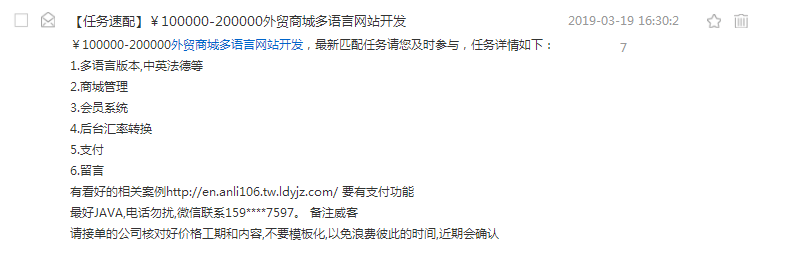 【任务速配】￥100000-200000外贸商城多语言网站开发 2019-03-19 16:30:2
7
￥100000-200000外贸商城多语言网站开发，最新匹配任务请您及时参与，任务详情如下：
1.多语言版本,中英法德等
2.商城管理
3.会员系统
4.后台汇率转换
5.支付
6.留言
有看好的相关案例http://en.anli106.tw.ldyjz.com/ 要有支付功能
最好JAVA,电话勿扰,微信联系159****7597。 备注威客
请接单的公司核对好价格工期和内容,不要模板化,以免浪费彼此的时间,近期会确认